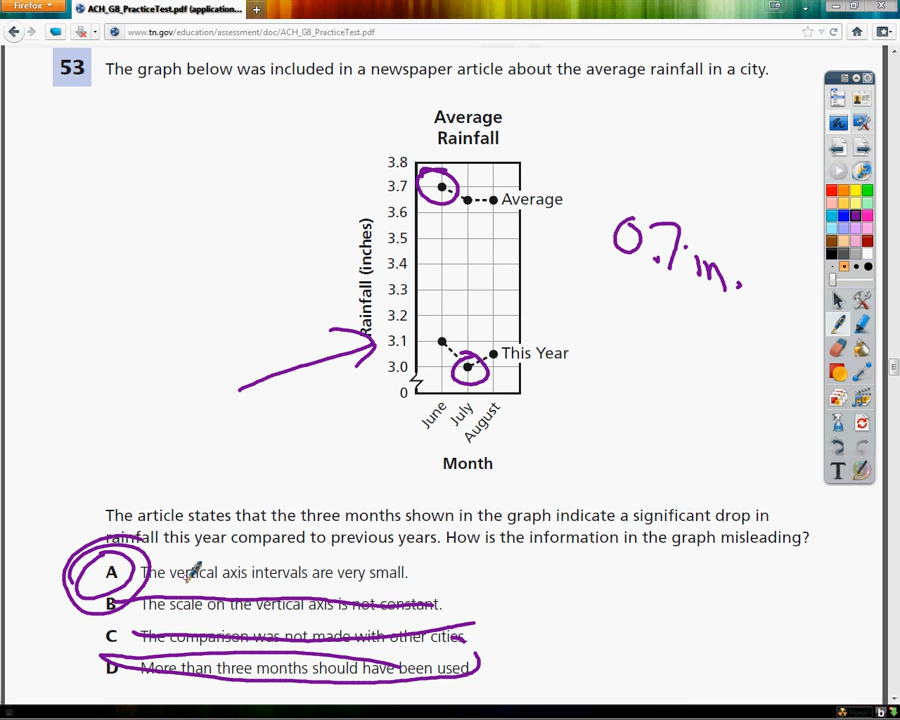 Firefox
ACH_G8_PracticeTest.pdf (application...
www.tn.gov/education/assessment/doc/ACH_G8_PracticeTest.pdf
53 The graph below was included in a newspaper article about the average rainfall in a city.
Average
Rainfall
3.8
3.7
3.6
3.5
3.4
3.3
3.2
3.1
3.0
0
Rainfall (inches)
Average
This Year
June
July
August
Month
0.7 in.
The article states that the three months shown in the graph indicate a significant drop in
rainfall this year compared to previous years. How is the information in the graph misleading?
A The vertical axis intervals are very small.
B The scale on the vertical axis is not constant.
C The comparison was not made with other cities.
D More than three months should have been used.
T